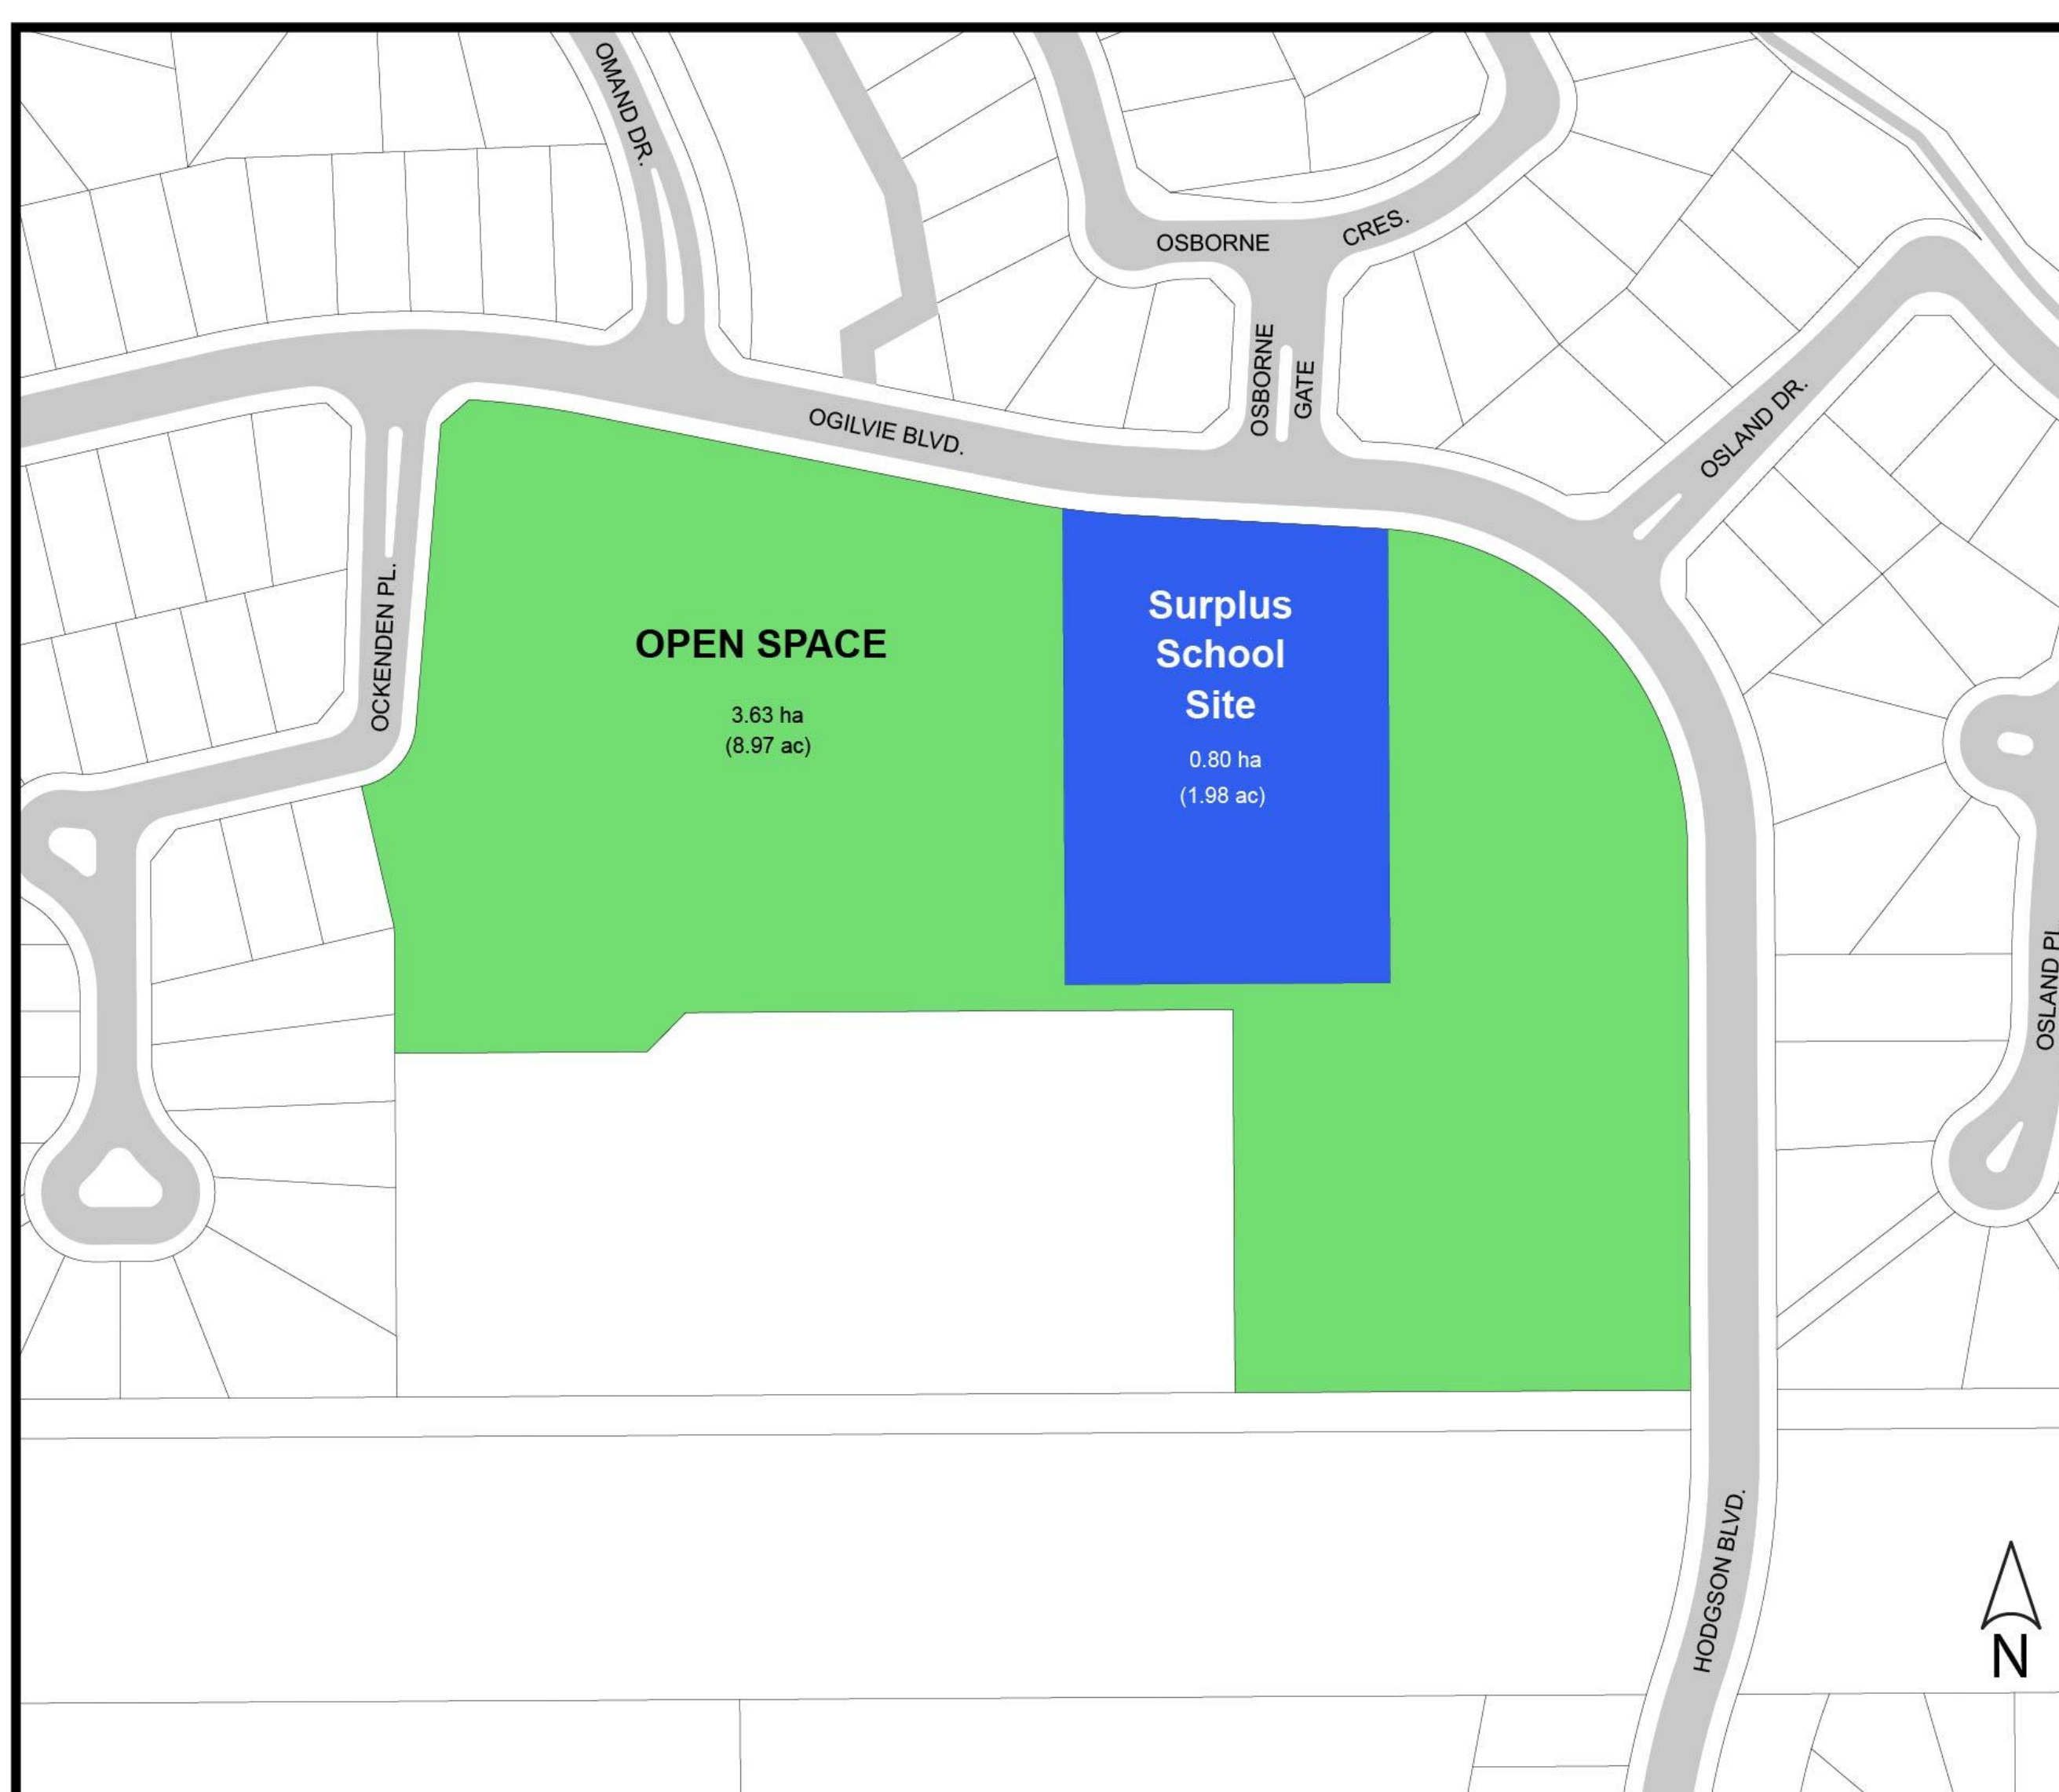 OMAND DR.
OSBORNE
CRES.
OSBORNE
GATE
OGILVIE BLVD.
OSLAND DR.
OCKENDEN PL.
OPEN SPACE
3.63 ha
(8.97 ac)
Surplus
School
Site
0.80 ha
(1.98 ac)
OSLAND PL
HODGSON BLVD.
N